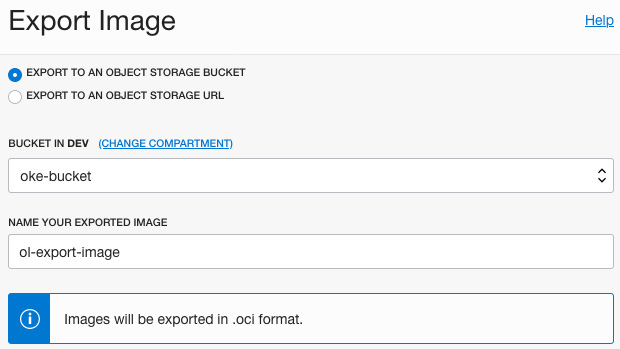 Export Image
Help
EXPORT TO AN OBJECT STORAGE BUCKET
EXPORT TO AN OBJECT STORAGE URL
BUCKET IN DEV (CHANGE COMPARTMENT)
oke-bucket
NAME YOUR EXPORTED IMAGE
ol-export-image
Images will be exported in .oci format.